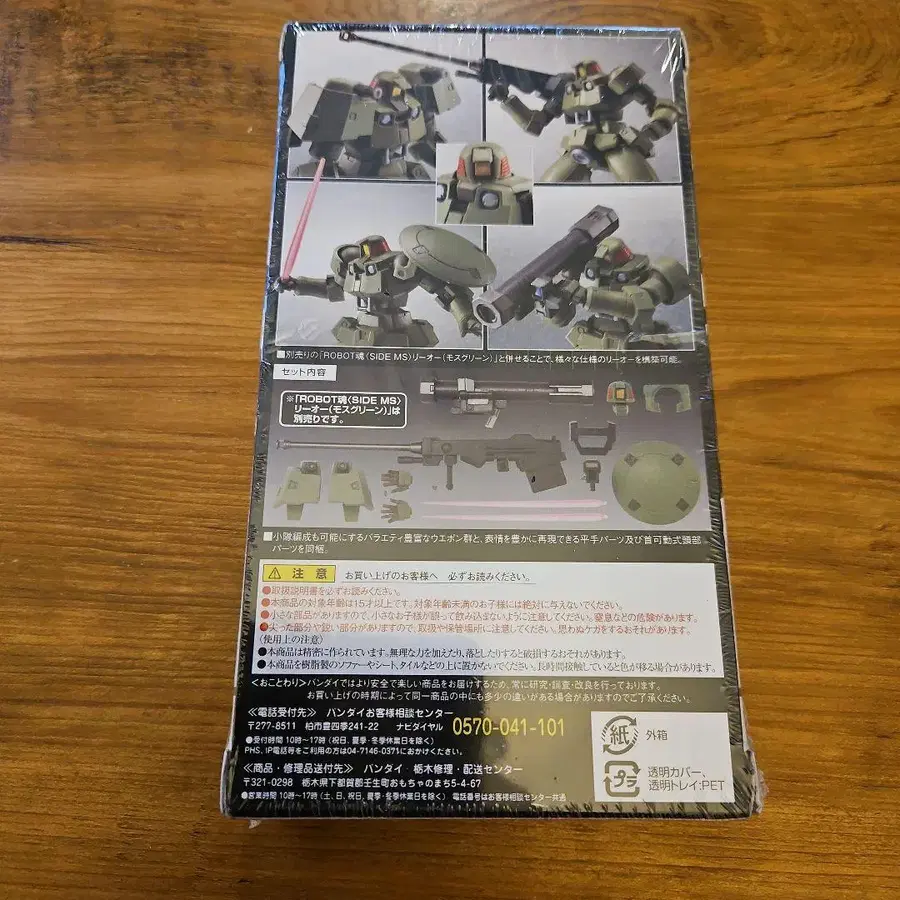 ■別売りの「ROBOT魂〈SIDE MS〉リーオー(モスグリーン)」と併せることで、様々な仕様のリーオーを構築可能。
セット内容
※「ROBOT魂〈SIDE MS〉
リーオー(モスグリーン)」は
別売りです。
■小隊編成も可能にするバラエティ豊富なウエポン群と、表情を豊かに再現できる平手パーツ及び首可動式頸部
パーツを同梱。
注意 お買い上げのお客様へ 必ずお読みください。
●取扱説明書を必ずお読みください。
●本商品の対象年齢は15才以上です。対象年齢未満のお子様には絶対に与えないでください。
●小さな部品がありますので、小さなお子様が誤って飲み込まないように注意してください。窒息などの危険があります。
●尖った部分や鋭い部分がありますので、取扱や保管場所に注意してください。思わぬケガをするおそれがあります。
〈使用上の注意〉
●本商品は精密に作られています。無理な力を加えたり、落としたりすると破損するおそれがあります。
●本商品を樹脂製のソファーやシート、タイルなどの上に置かないでください。長時間接触していると色が移る場合があります。
<おことわり>バンダイではより安全で楽しい商品をお届けするため、常に研究・調査・改良を行っております。
お買い上げの時期によって同一商品の中にも多少の違いがある場合がありますのでご了承ください。
≪電話受付先≫ バンダイお客様相談センター
〒277-8511 柏市豊四季241-22 ナビダイヤル 0570-041-101
●受付時間 10時〜17時(祝日、夏季・冬季休業日を除く)
PHS、IP電話等をご利用の方は04-7146-0371におかけください。
≪商品・修理品送付先≫ バンダイ 栃木修理・配送センター
〒321-0298 栃木県下都賀郡壬生町おもちゃのまち5-4-67
●営業時間 10時〜17時(土、日、祝日、夏季・冬季休業日を除く) 電話番号はお客様相談センター共通
紙 外箱
プラ 透明カバー、
透明トレイ:PET